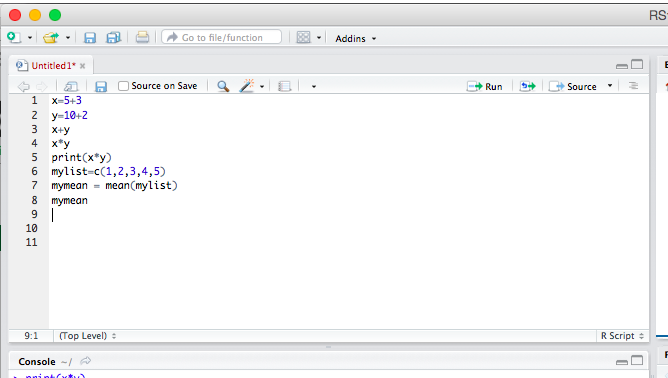 RS
Go to file/function
Addins
Untitled1*
Source on Save
Run
Source
1 x=5+3
2 y=10+2
3 x+y
4 x*y
5 print(x*y)
6 mylist=c(1,2,3,4,5)
7 mymean = mean(mylist)
8 mymean
9
10
11
9:1 (Top Level) R Script
Console ~/
> print(x*y)